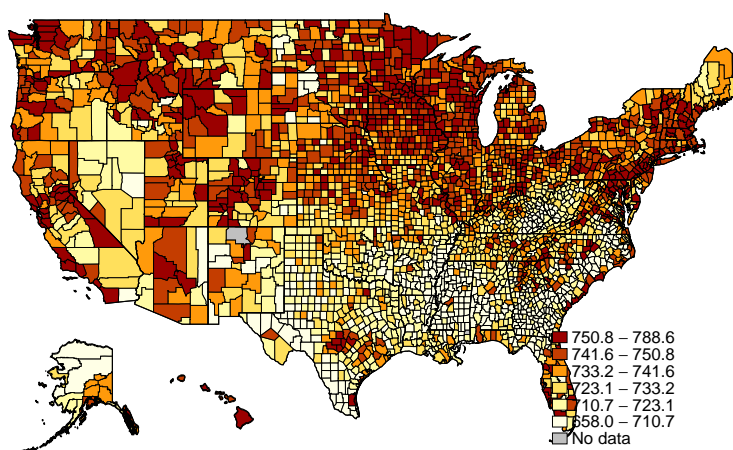 750.8 – 788.6
741.6 – 750.8
733.2 – 741.6
723.1 – 733.2
710.7 – 723.1
658.0 – 710.7
No data